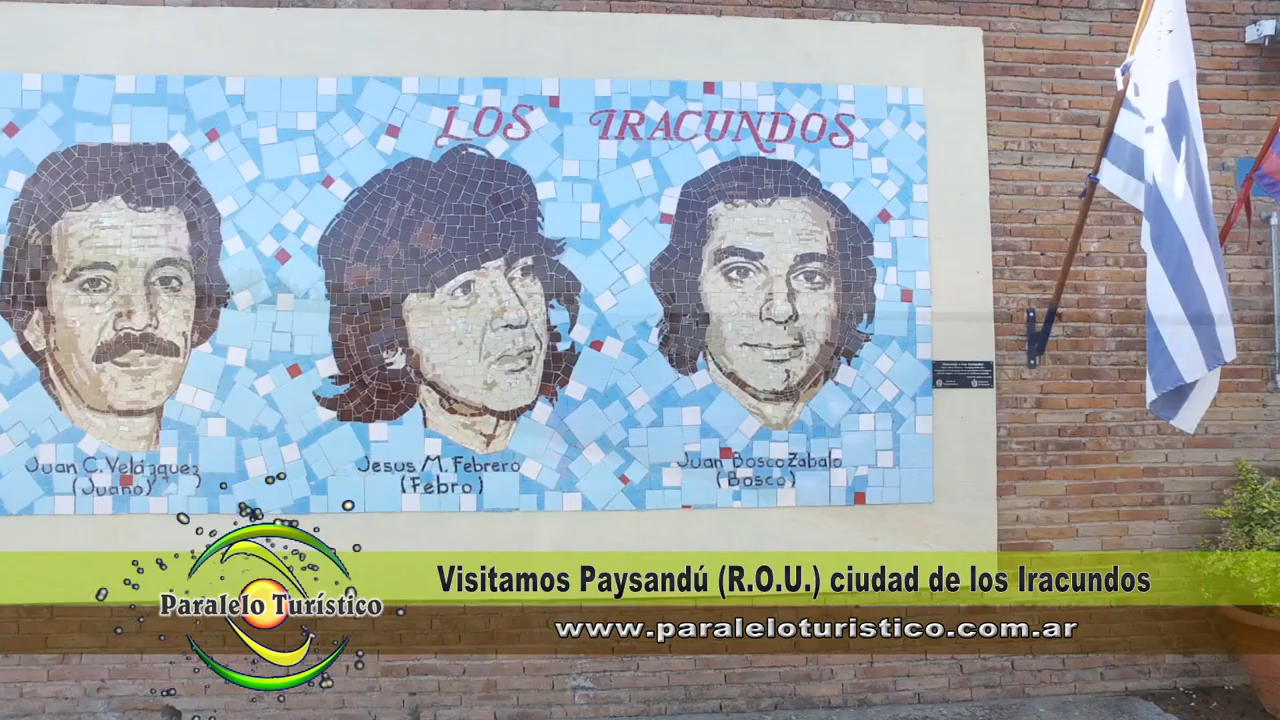 LOS IRACUNDOS
Juan C. Velázquez
(Juano)
Jesus M. Febrero
(Febro)
Juan Bosco Zabalo
(Bosco)
Paralelo Turístico
Visitamos Paysandú (R.O.U.) ciudad de los Iracundos
www.paraleloturistico.com.ar